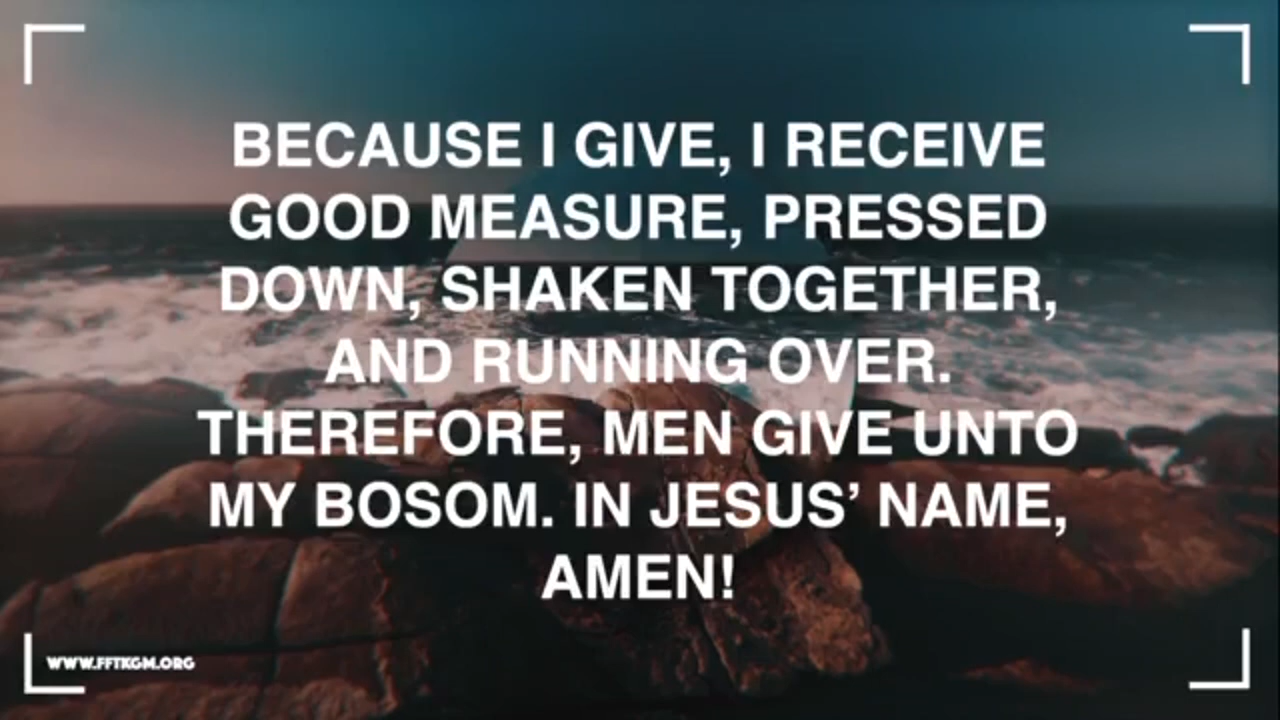 BECAUSE I GIVE, I RECEIVE
GOOD MEASURE, PRESSED
DOWN, SHAKEN TOGETHER,
AND RUNNING OVER.
THEREFORE, MEN GIVE UNTO
MY BOSOM. IN JESUS’ NAME,
AMEN!
WWW.FFTKGM.ORG